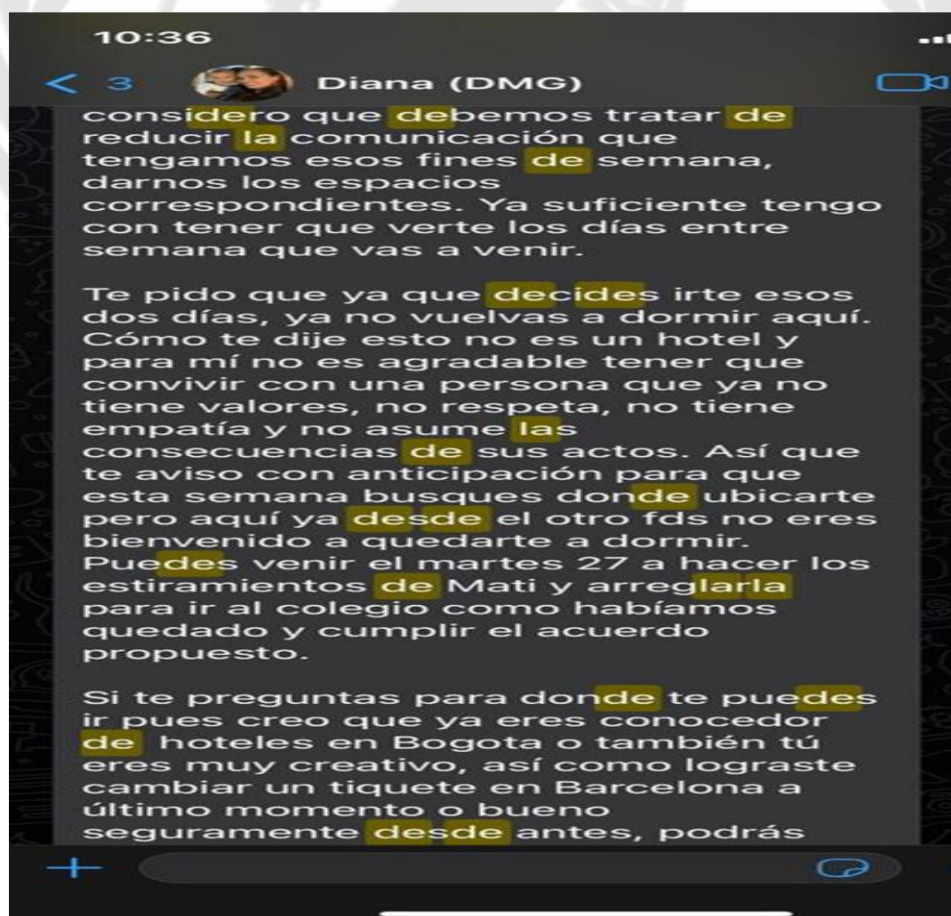 10:36
3 Diana (DMG)
considero que debemos tratar de
reducir la comunicación que
tengamos esos fines de semana,
darnos los espacios
correspondientes. Ya suficiente tengo
con tener que verte los días entre
semana que vas a venir.
Te pido que ya que decides irte esos
dos días, ya no vuelvas a dormir aquí.
Cómo te dije esto no es un hotel y
para mí no es agradable tener que
convivir con una persona que ya no
tiene valores, no respeta, no tiene
empatía y no asume las
consecuencias de sus actos. Así que
te aviso con anticipación para que
esta semana busques donde ubicarte
pero aquí ya desde el otro fds no eres
bienvenido a quedarte a dormir.
Puedes venir el martes 27 a hacer los
estiramientos de Mati y arreglarla
para ir al colegio como habíamos
quedado y cumplir el acuerdo
propuesto.
Si te preguntas para donde te puedes
ir pues creo que ya eres conocedor
de hoteles en Bogota o también tú
eres muy creativo, así como lograste
cambiar un tiquete en Barcelona a
último momento o bueno
seguramente desde antes, podrás